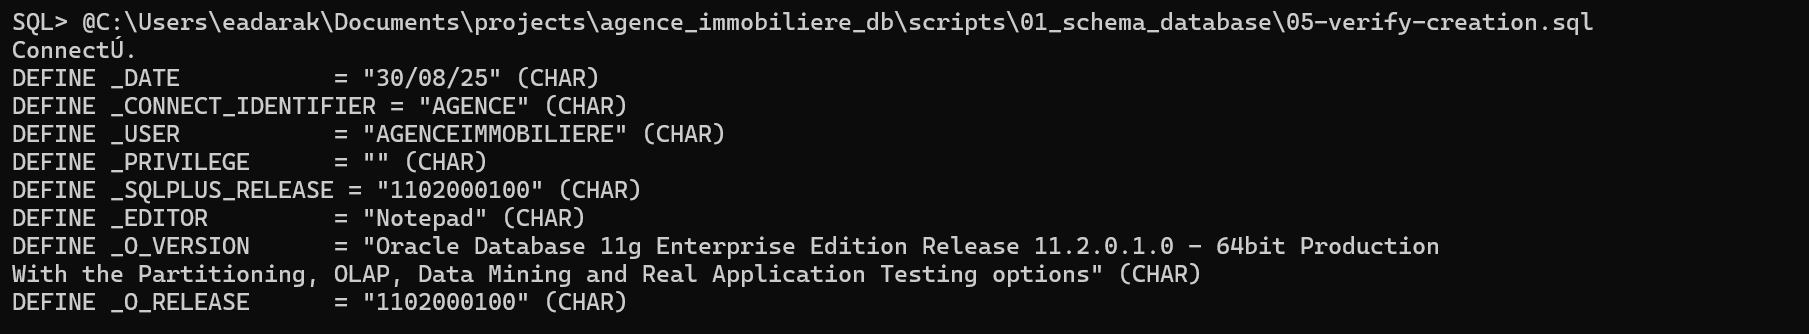 SQL> @C:\Users\eadarak\Documents\projects\agence_immobiliere_db\scripts\01_schema_database\05-verify-creation.sql
ConnectÚ.
DEFINE _DATE           = "30/08/25" (CHAR)
DEFINE _CONNECT_IDENTIFIER = "AGENCE" (CHAR)
DEFINE _USER           = "AGENCEIMMOBILIERE" (CHAR)
DEFINE _PRIVILEGE      = "" (CHAR)
DEFINE _SQLPLUS_RELEASE = "1102000100" (CHAR)
DEFINE _EDITOR         = "Notepad" (CHAR)
DEFINE _O_VERSION      = "Oracle Database 11g Enterprise Edition Release 11.2.0.1.0 - 64bit Production
With the Partitioning, OLAP, Data Mining and Real Application Testing options" (CHAR)
DEFINE _O_RELEASE      = "1102000100" (CHAR)